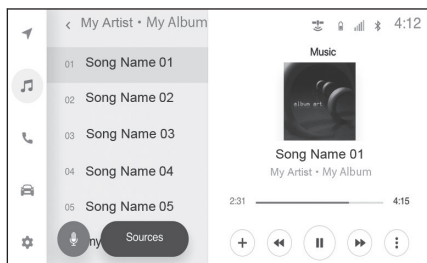 ‹ My Artist • My Album
4:12
01 Song Name 01
02 Song Name 02
03 Song Name 03
04 Song Name 04
05 Song Name 05
ny
Sources
Music
album art
Song Name 01
My Artist • My Album
2:31
4:15